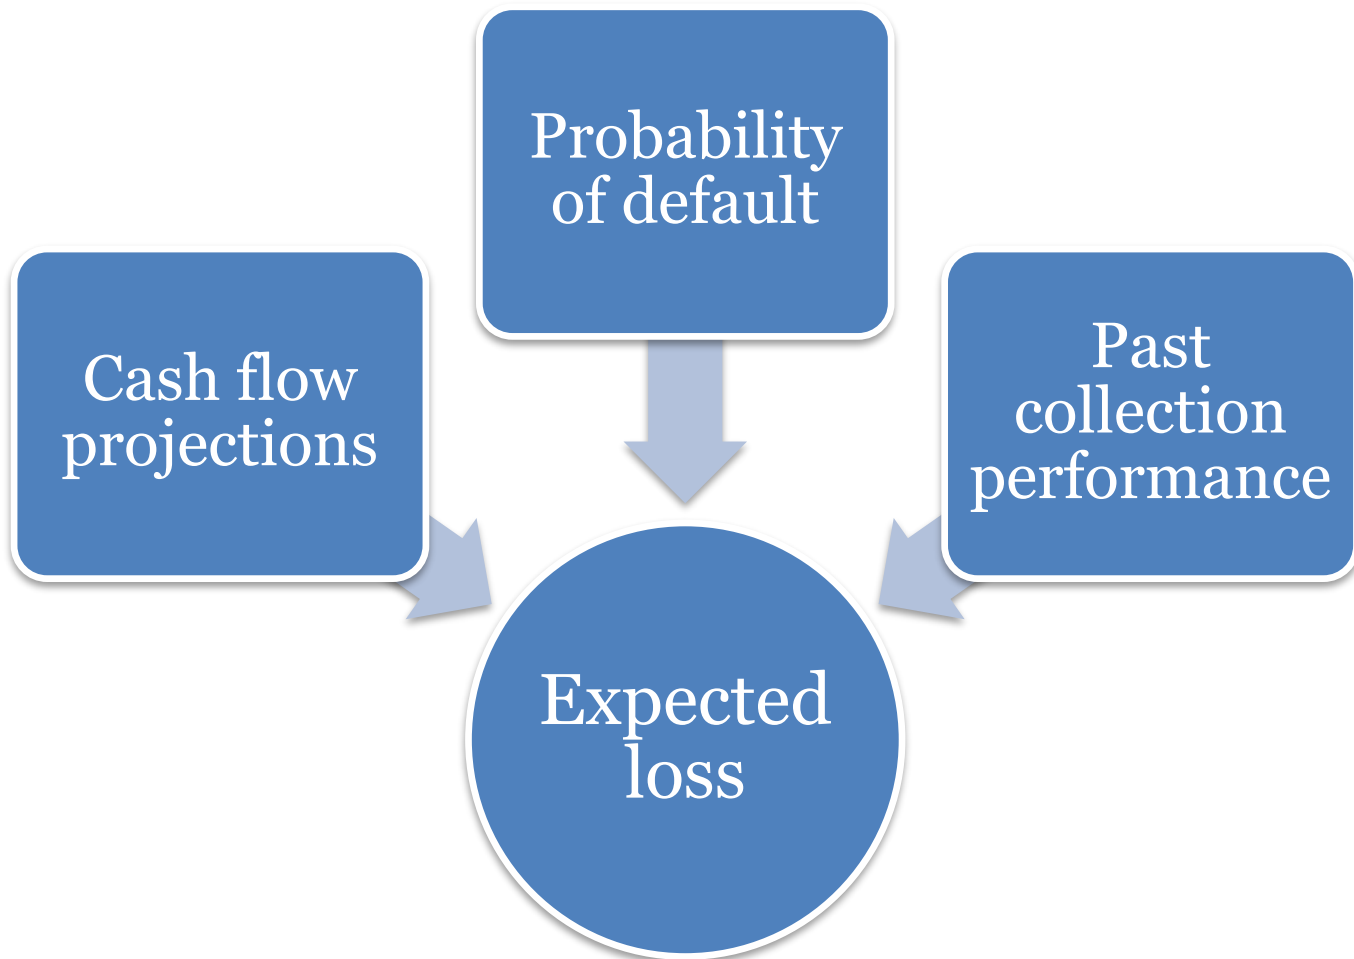 Probability
of default
Cash flow
projections
Past
collection
performance
Expected
loss